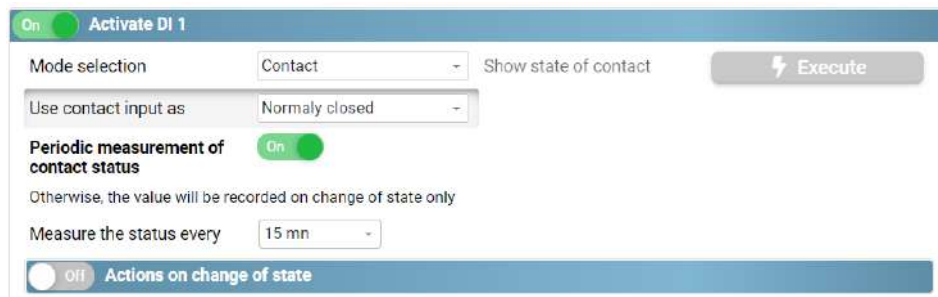 On Activate DI 1
Mode selection Contact Show state of contact Execute
Use contact input as Normaly closed
Periodic measurement of On
contact status
Otherwise, the value will be recorded on change of state only
Measure the status every 15 mn
Off Actions on change of state